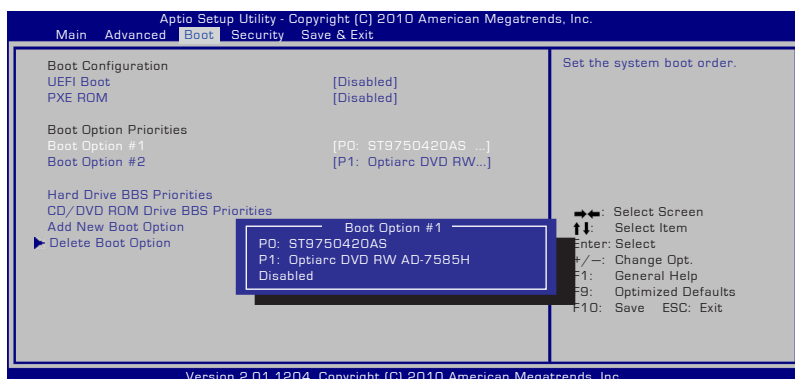 Aptio Setup Utility - Copyright (C) 2010 American Megatrends, Inc.
Main Advanced Boot Security Save & Exit
Boot Configuration
UEFI Boot [Disabled]
PXE ROM [Disabled]
Boot Option Priorities
Boot Option #1 [P0: ST9750420AS ...]
Boot Option #2 [P1: Optiarc DVD RW...]
Hard Drive BBS Priorities
CD/DVD ROM Drive BBS Priorities
Add New Boot Option
Delete Boot Option
Boot Option #1
P0: ST9750420AS
P1: Optiarc DVD RW AD-7585H
Disabled
Set the system boot order.
→←: Select Screen
↑↓: Select Item
Enter: Select
+/—: Change Opt.
F1: General Help
F9: Optimized Defaults
F10: Save ESC: Exit
Version 2.01.1204. Copyright (C) 2010 American Megatrends, Inc.